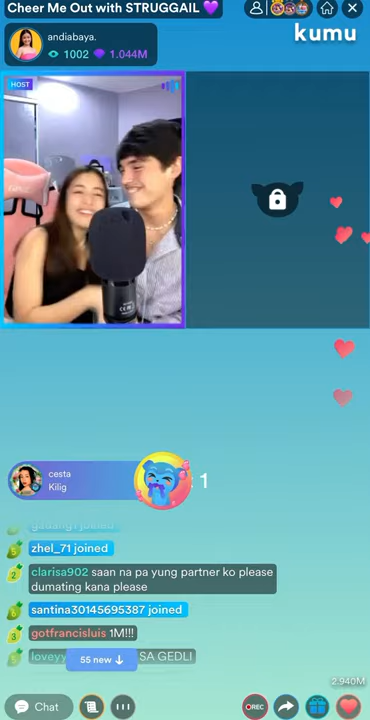 Cheer Me Out with STRUGGAIL 💜
andiabaya.
1002 1.044M
kumu
HOST
cesta
Kilig
1
joined
zhel_71 joined
clarisa902 saan na pa yung partner ko please
dumating kana please
santina30145695387 joined
gotfrancisluis 1M!!!
loveyy
55 new ↓
SA GEDLI
2.940M
Chat
REC